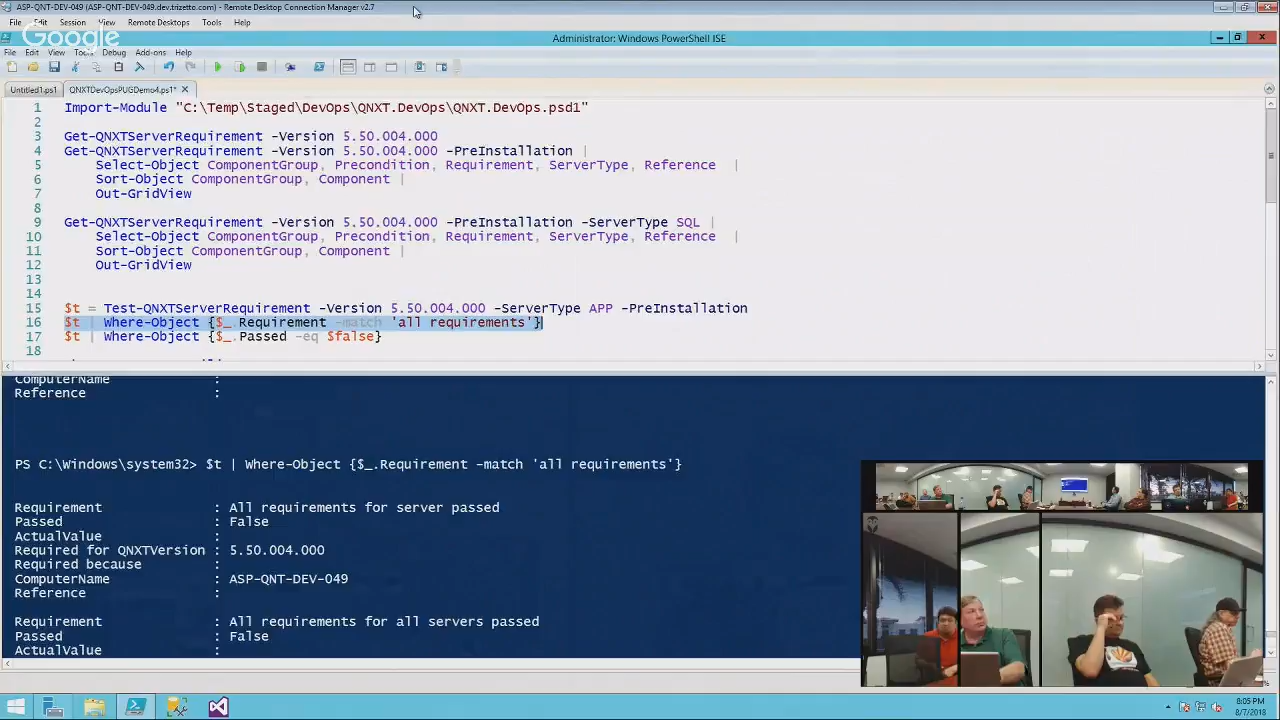 ASP-QNT-DEV-049 (ASP-QNT-DEV-049.dev.trizetto.com) - Remote Desktop Connection Manager v2.7
File Session View Remote Desktops Tools Help
Google
Administrator: Windows PowerShell ISE
File Edit View Tools Debug Add-ons Help
Untitled1.ps1 QNXTDevOpsPUGDemo4.ps1*
1 Import-Module "C:\Temp\Staged\DevOps\QNXT.DevOps\QNXT.DevOps.psd1"
2
3 Get-QNXTServerRequirement -Version 5.50.004.000
4 Get-QNXTServerRequirement -Version 5.50.004.000 -PreInstallation |
5 Select-Object ComponentGroup, Precondition, Requirement, ServerType, Reference |
6 Sort-Object ComponentGroup, Component |
7 Out-GridView
8
9 Get-QNXTServerRequirement -Version 5.50.004.000 -PreInstallation -ServerType SQL |
10 Select-Object ComponentGroup, Precondition, Requirement, ServerType, Reference |
11 Sort-Object ComponentGroup, Component |
12 Out-GridView
13
14
15 $t = Test-QNXTServerRequirement -Version 5.50.004.000 -ServerType APP -PreInstallation
16 $t | Where-Object {$_.Requirement -match 'all requirements'}
17 $t | Where-Object {$_.Passed -eq $false}
18
ComputerName :
Reference :
PS C:\Windows\system32> $t | Where-Object {$_.Requirement -match 'all requirements'}
Requirement : All requirements for server passed
Passed : False
ActualValue :
Required for QNXTVersion : 5.50.004.000
Required because :
ComputerName : ASP-QNT-DEV-049
Reference :
Requirement : All requirements for all servers passed
Passed : False
ActualValue :
8:05 PM
8/7/2018